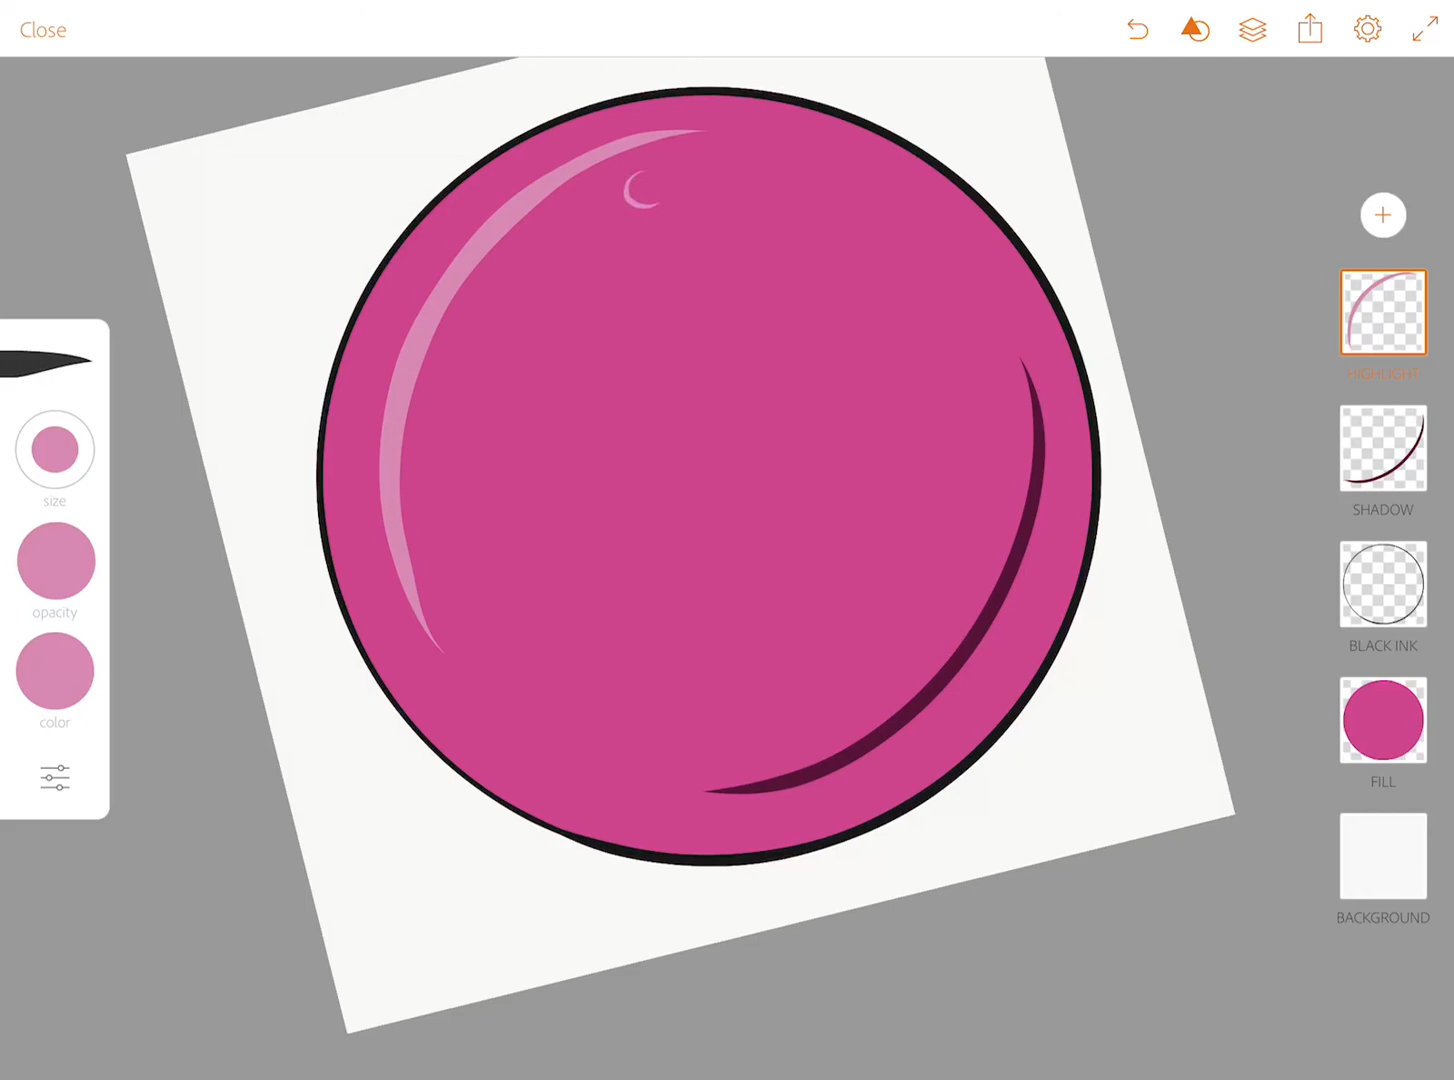 Close
size
opacity
color
HIGHLIGHT
SHADOW
BLACK INK
FILL
BACKGROUND